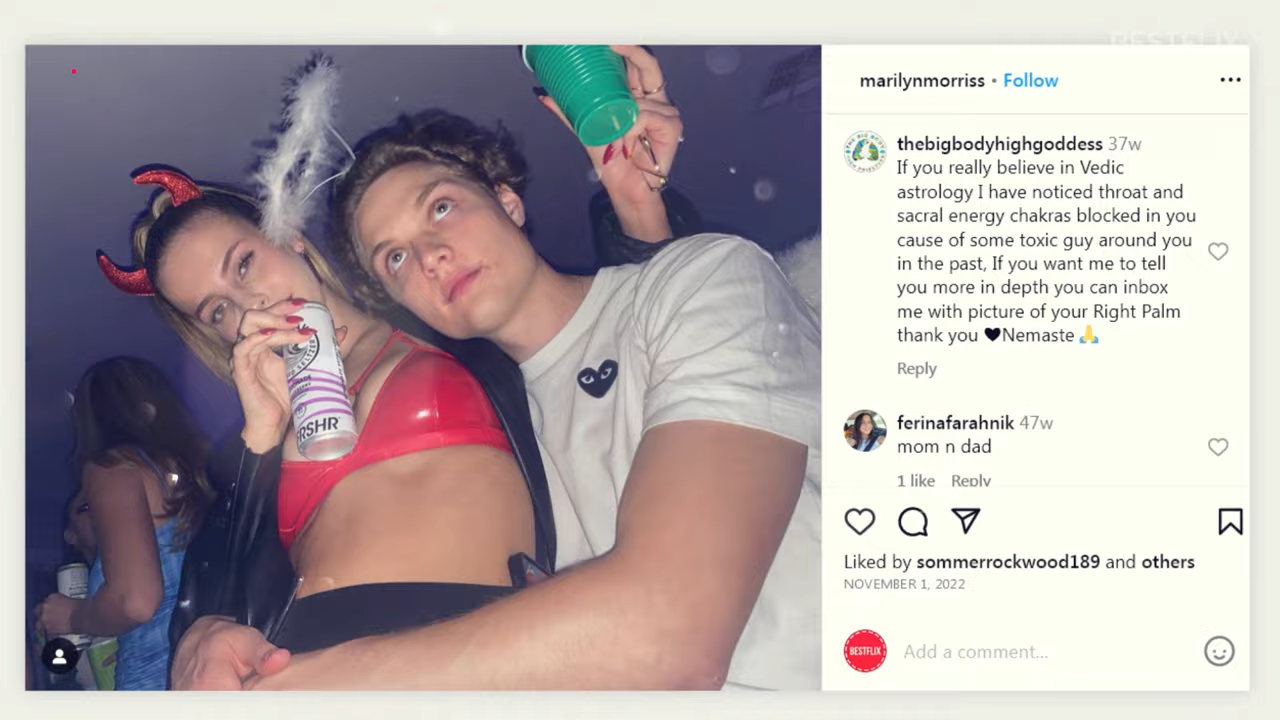 BESTFLIX
marilynmorriss • Follow
thebigbodyhighgoddess 37w
If you really believe in Vedic
astrology I have noticed throat and
sacral energy chakras blocked in you
cause of some toxic guy around you
in the past, If you want me to tell
you more in depth you can inbox
me with picture of your Right Palm
thank you 🖤Nemaste 🙏
Reply
ferinafarahnik 47w
mom n dad
1 like Reply
Liked by sommerrockwood189 and others
NOVEMBER 1, 2022
BESTFLIX
Add a comment...
SELTZER
ERSHR